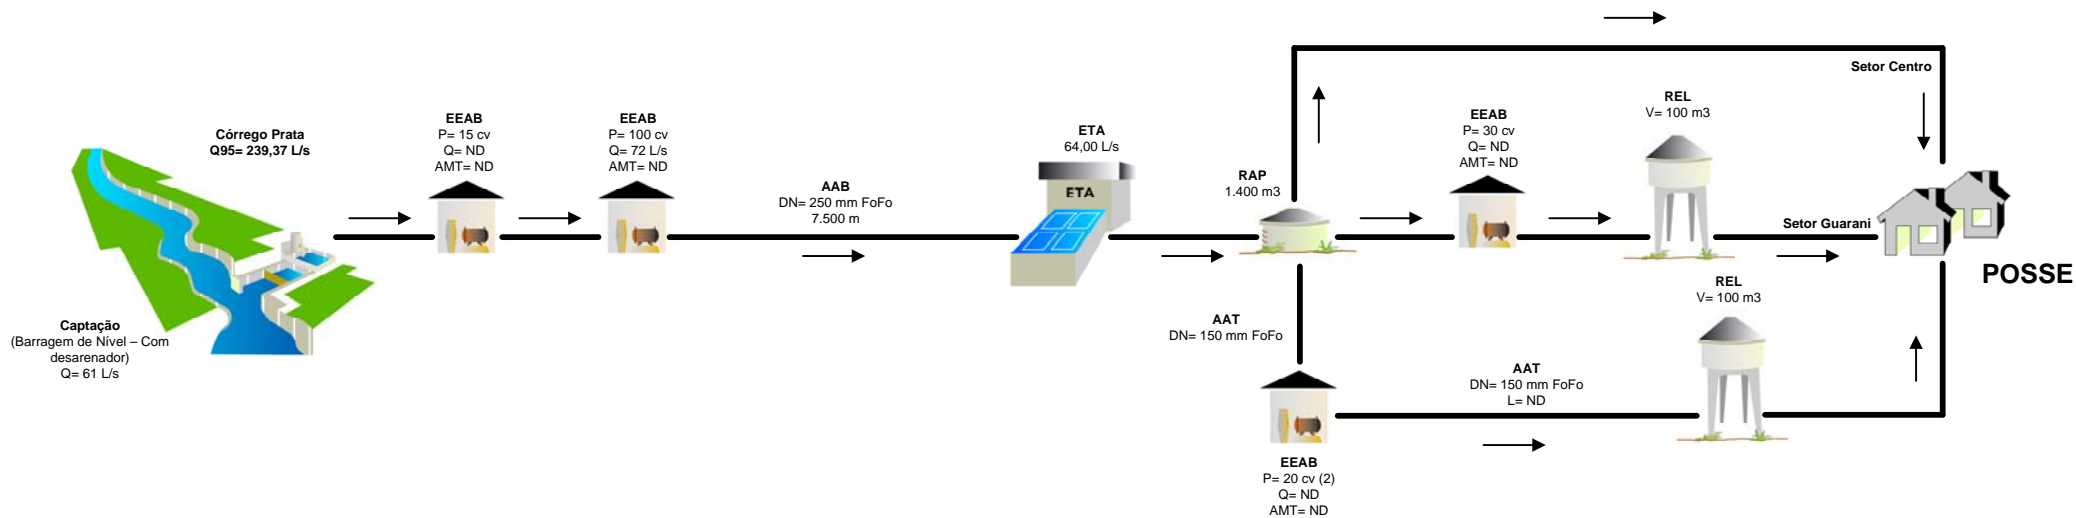 Córrego Prata
Q95= 239,37 L/s
Captação
(Barragem de Nível – Com
desarenador)
Q= 61 L/s
EEAB
P= 15 cv
Q= ND
AMT= ND
EEAB
P= 100 cv
Q= 72 L/s
AMT= ND
AAB
DN= 250 mm FoFo
7.500 m
ETA
64,00 L/s
ETA
RAP
1.400 m3
AAT
DN= 150 mm FoFo
EEAB
P= 20 cv (2)
Q= ND
AMT= ND
EEAB
P= 30 cv
Q= ND
AMT= ND
REL
V= 100 m3
AAT
DN= 150 mm FoFo
L= ND
REL
V= 100 m3
Setor Centro
Setor Guarani
POSSE